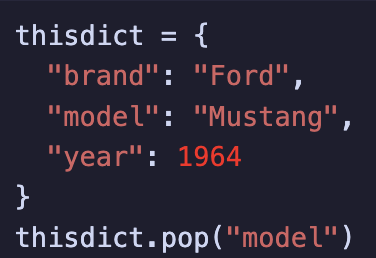 thisdict = {
  "brand": "Ford",
  "model": "Mustang",
  "year": 1964
}
thisdict.pop("model")